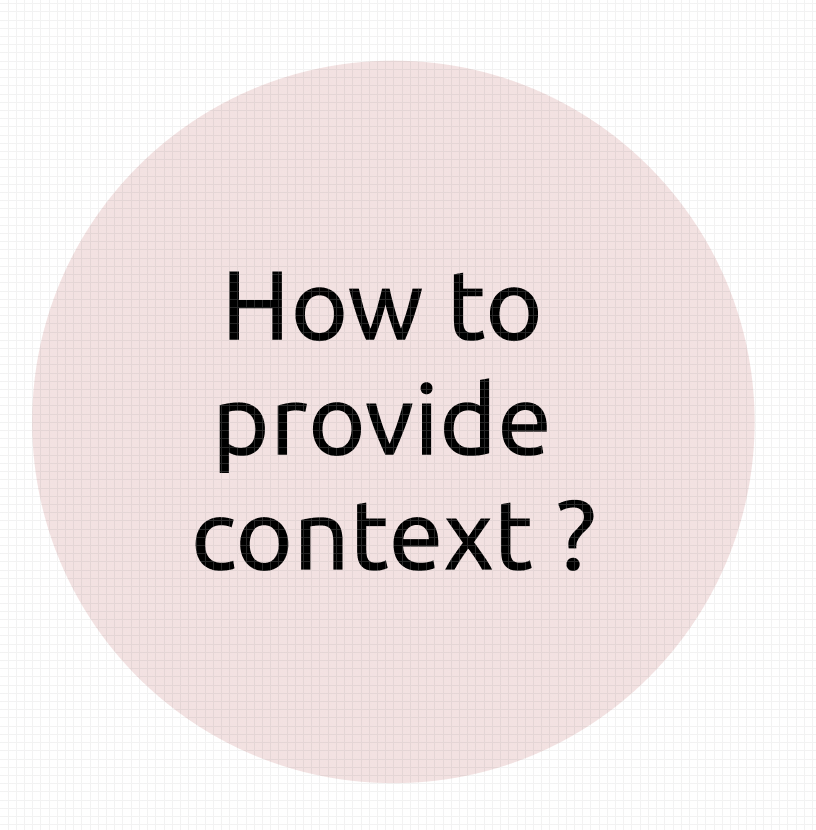 How to
provide
context ?